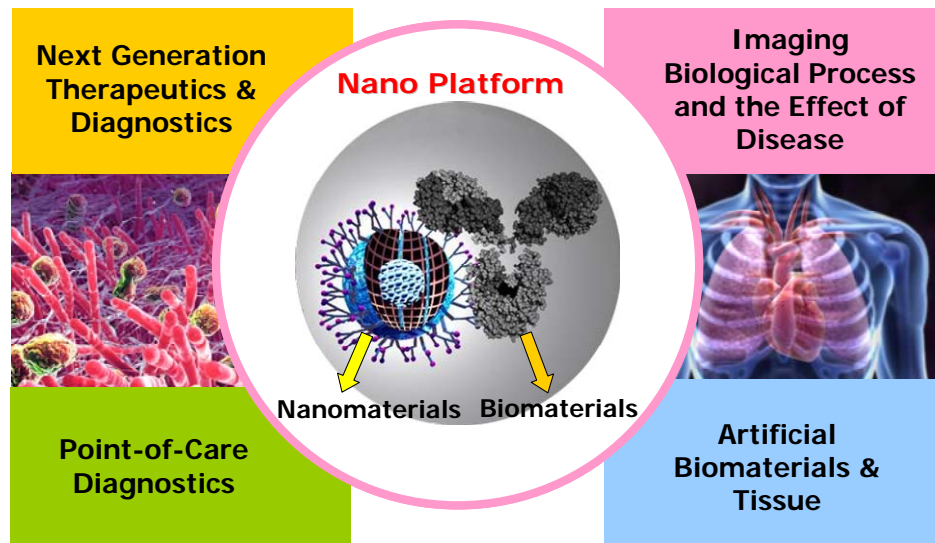 Next Generation
Therapeutics &
Diagnostics
Nano Platform
Imaging
Biological Process
and the Effect of
Disease
Nanomaterials
Biomaterials
Point-of-Care
Diagnostics
Artificial
Biomaterials &
Tissue